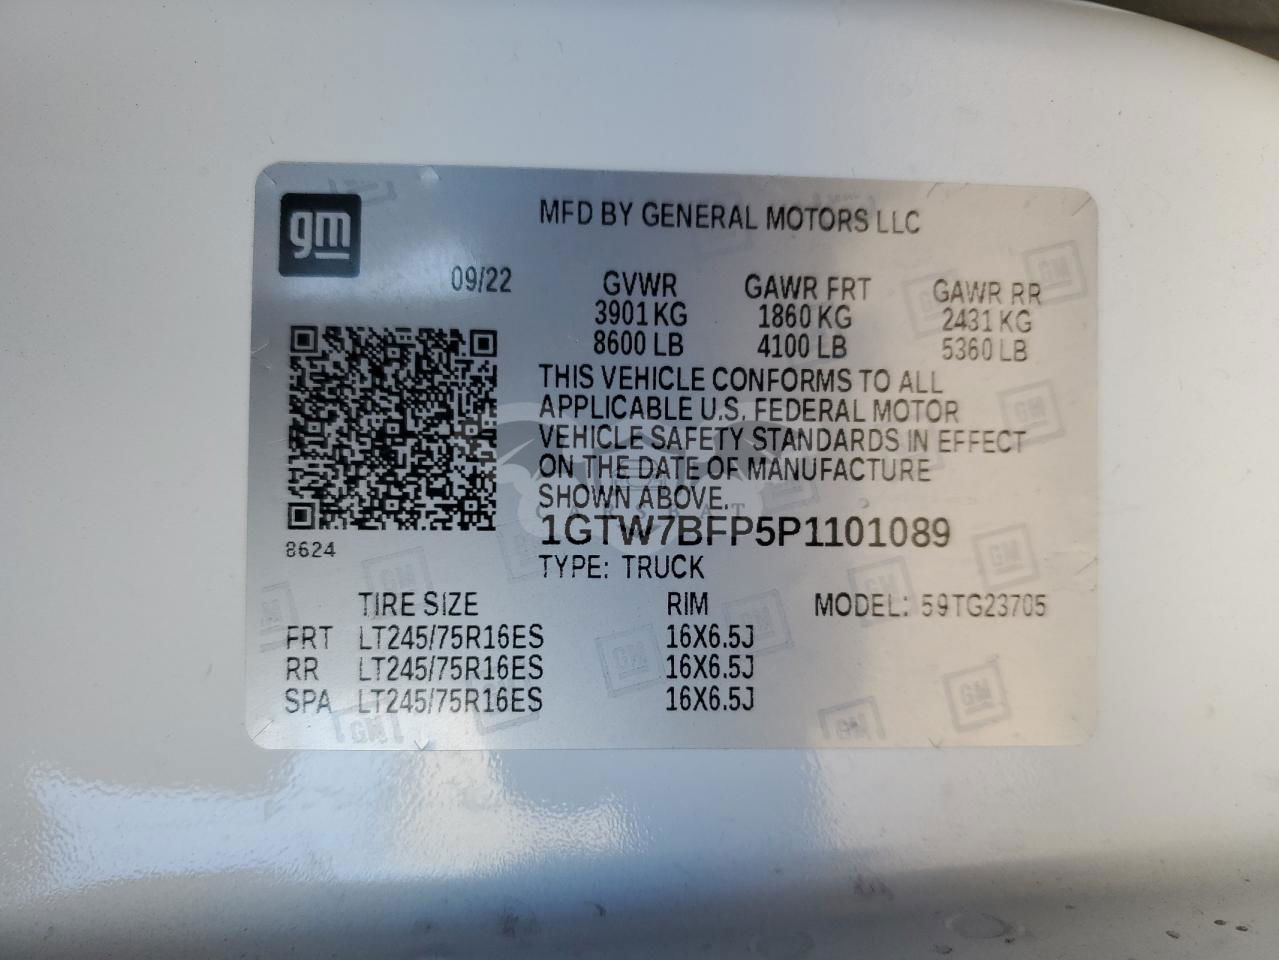 gm
MFD BY GENERAL MOTORS LLC
09/22 GVWR GAWR FRT GAWR RR
3901 KG 1860 KG 2431 KG
8600 LB 4100 LB 5360 LB
THIS VEHICLE CONFORMS TO ALL
APPLICABLE U.S. FEDERAL MOTOR
VEHICLE SAFETY STANDARDS IN EFFECT
ON THE DATE OF MANUFACTURE
SHOWN ABOVE.
1GTW7BFP5P1101089
8624
TYPE: TRUCK
TIRE SIZE RIM MODEL: 59TG23705
FRT LT245/75R16ES 16X6.5J
RR LT245/75R16ES 16X6.5J
SPA LT245/75R16ES 16X6.5J